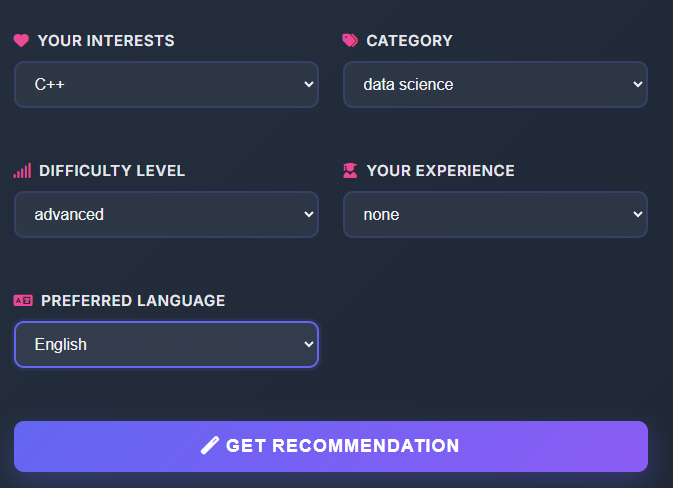 YOUR INTERESTS
CATEGORY
C++
data science
DIFFICULTY LEVEL
YOUR EXPERIENCE
advanced
none
PREFERRED LANGUAGE
English
GET RECOMMENDATION